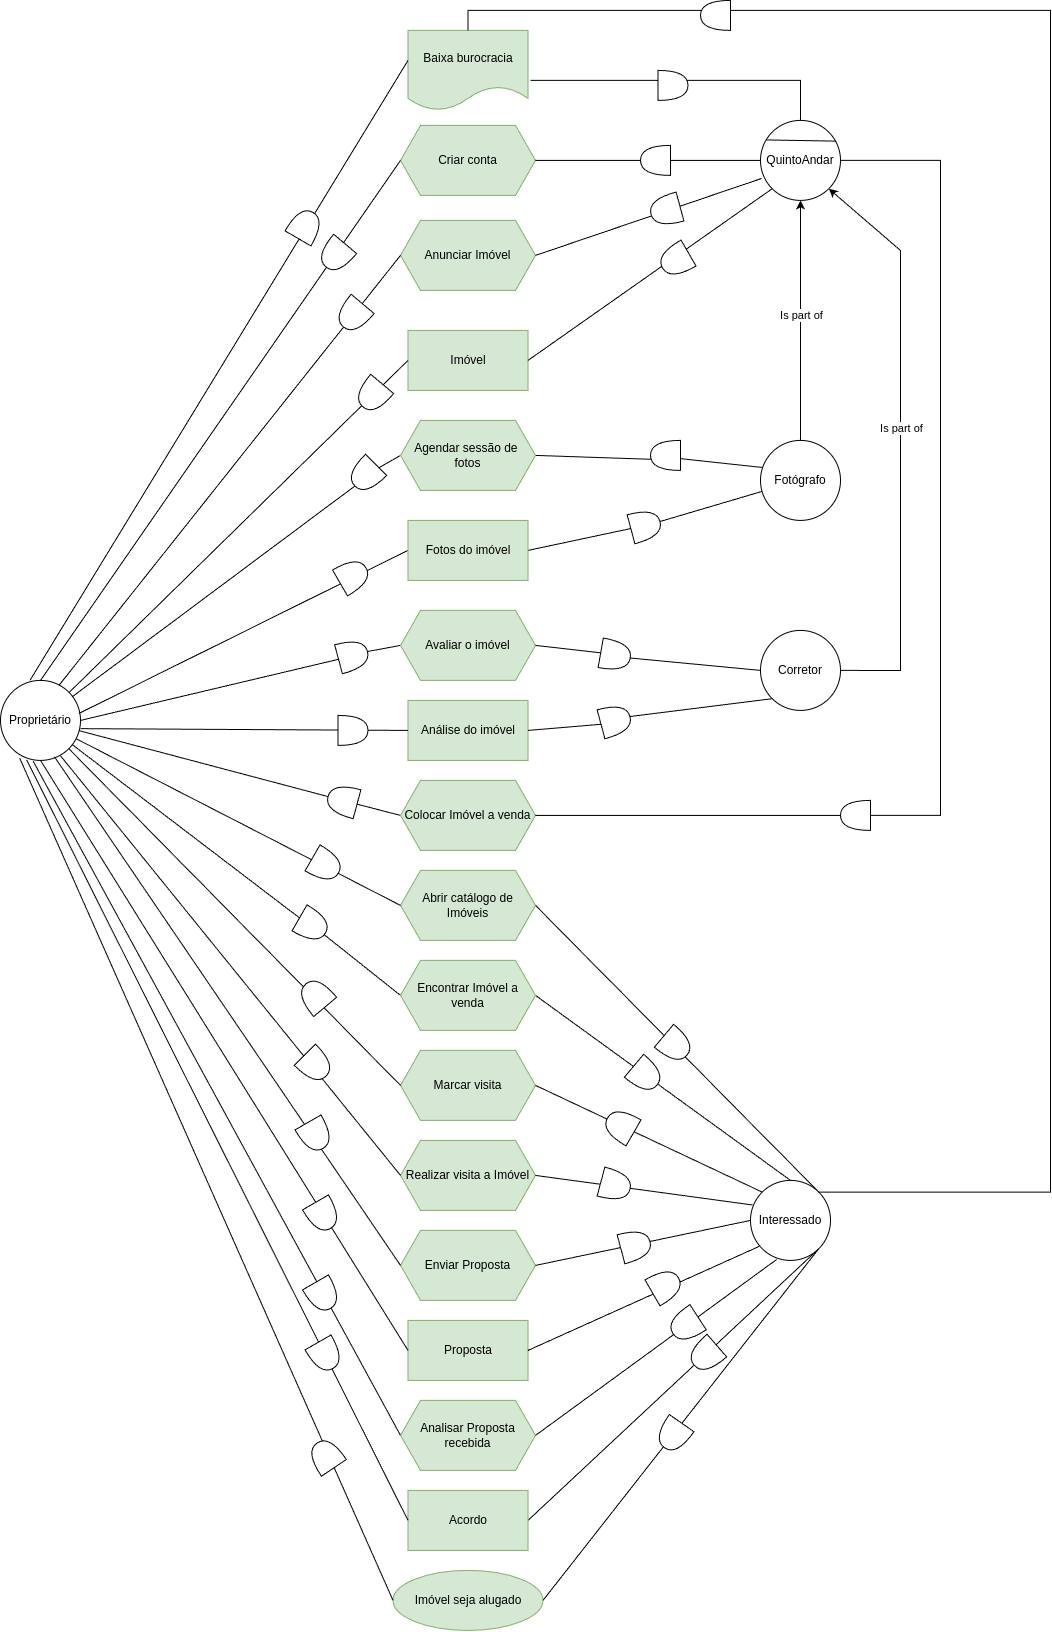 Baixa burocracia
Criar conta
QuintoAndar
Anunciar Imóvel
Is part of
Imóvel
Is part of
Agendar sessão de
fotos
Fotógrafo
Fotos do imóvel
Avaliar o imóvel
Corretor
Proprietário
Análise do imóvel
Colocar Imóvel a venda
Abrir catálogo de
Imóveis
Encontrar Imóvel a
venda
Marcar visita
Realizar visita a Imóvel
Interessado
Enviar Proposta
Proposta
Analisar Proposta
recebida
Acordo
Imóvel seja alugado